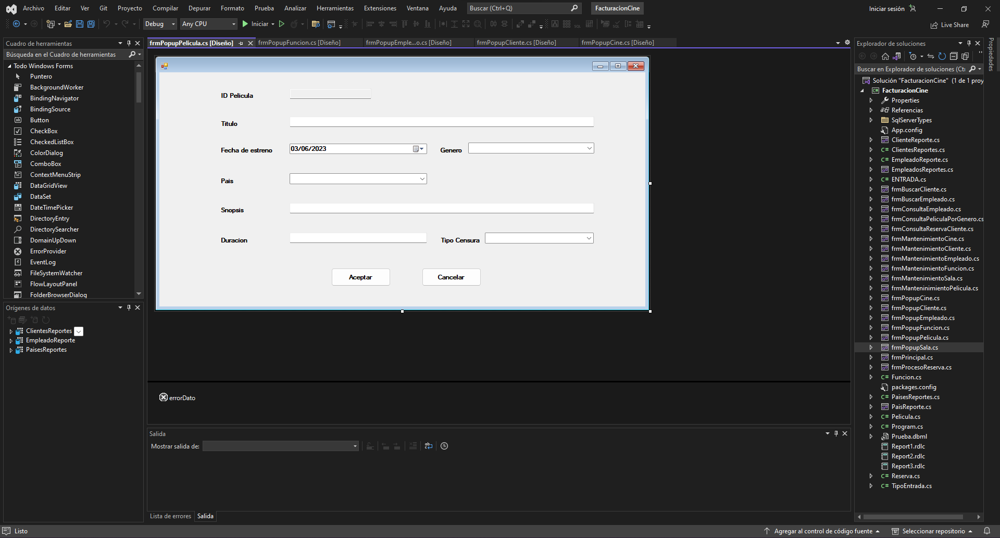 Archivo Editar Ver Git Proyecto Compilar Depurar Formato Prueba Analizar Herramientas Extensiones Ventana Ayuda Buscar (Ctrl+Q) FacturacionCine Iniciar sesión
Debug Any CPU Iniciar Live Share
Cuadro de herramientas
Búsqueda en el Cuadro de herramientas
Todo Windows Forms
Puntero
BackgroundWorker
BindingNavigator
BindingSource
Button
CheckBox
CheckedListBox
ColorDialog
ComboBox
ContextMenuStrip
DataGridView
DataSet
DateTimePicker
DirectoryEntry
DirectorySearcher
DomainUpDown
ErrorProvider
EventLog
FileSystemWatcher
FlowLayoutPanel
FolderBrowserDialog
Orígenes de datos
ClientesReportes
EmpleadoReporte
PaisesReportes
frmPopupPelicula.cs [Diseño] frmPopupFuncion.cs [Diseño] frmPopupEmple...o.cs [Diseño] frmPopupCliente.cs [Diseño] frmPopupCine.cs [Diseño]
ID Pelicula
Titulo
Fecha de estreno 03/06/2023 Genero
Pais
Snopsis
Duracion Tipo Censura
Aceptar Cancelar
errorDato
Salida
Mostrar salida de:
Lista de errores Salida
Explorador de soluciones
Buscar en Explorador de soluciones (Ctr
Solución "FacturacionCine" (1 de 1 proy
FacturacionCine
Properties
Referencias
SqlServerTypes
App.config
ClienteReporte.cs
ClientesReportes.cs
EmpleadoReporte.cs
EmpleadosReportes.cs
ENTRADA.cs
frmBuscarCliente.cs
frmBuscarEmpleado.cs
frmConsultaEmpleado.cs
frmConsultaPeliculaPorGenero.cs
frmConsultaReservaCliente.cs
frmMantenimientoCine.cs
frmMantenimientoCliente.cs
frmMantenimientoEmpleado.cs
frmMantenimientoFuncion.cs
frmMantenimientoSala.cs
frmManteninimientoPelicula.cs
frmPopupCine.cs
frmPopupCliente.cs
frmPopupEmpleado.cs
frmPopupFuncion.cs
frmPopupPelicula.cs
frmPopupSala.cs
frmPrincipal.cs
frmProcesoReserva.cs
Funcion.cs
packages.config
PaisesReportes.cs
PaisReporte.cs
Pelicula.cs
Program.cs
Prueba.dbml
Report1.rdlc
Report2.rdlc
Report3.rdlc
Reserva.cs
TipoEntrada.cs
Propiedades
Listo Agregar al control de código fuente Seleccionar repositorio